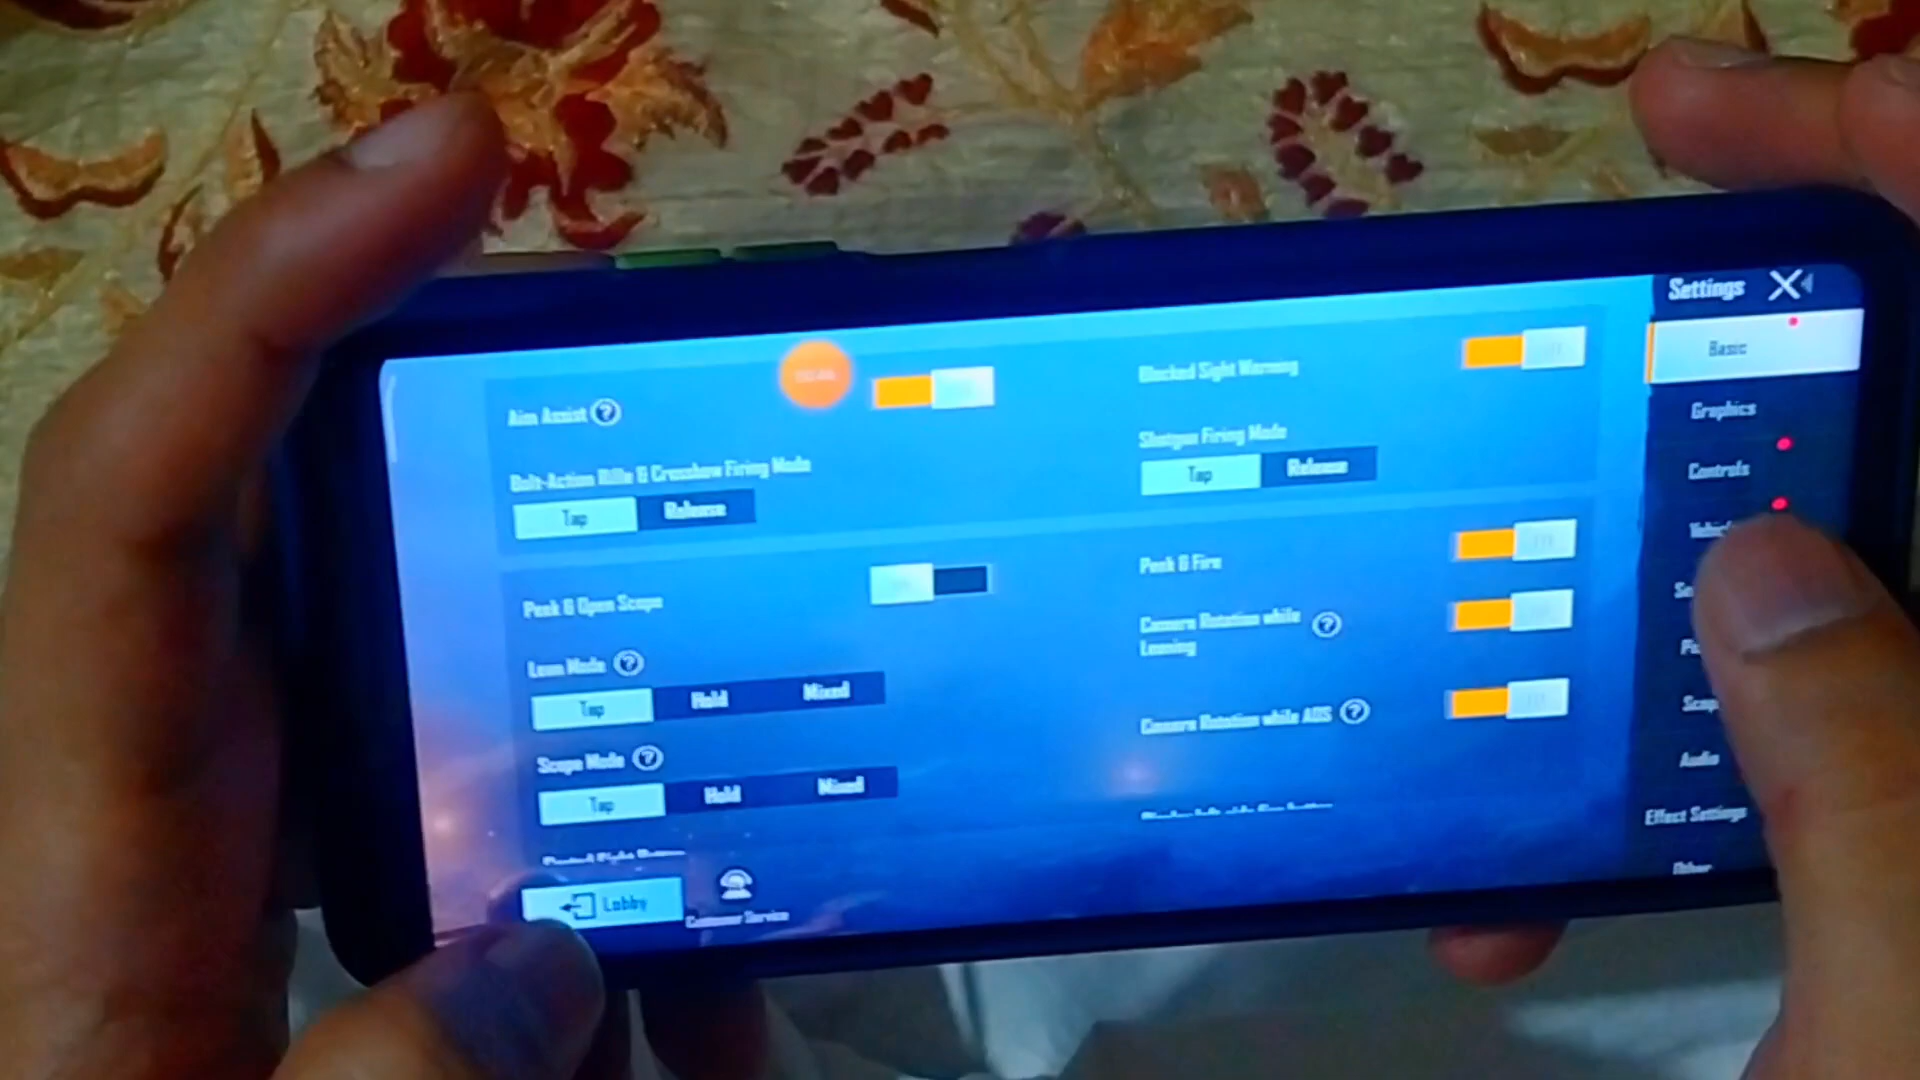 Settings
Basic
Graphics
Controls
Audio
Effect Settings
Other
Aim Assist
Bolt-Action Rifle & Crossbow Firing Mode
Tap Release
Blocked Sight Warning
Shotgun Firing Mode
Tap Release
Peek & Open Scope
Lean Mode
Tap Hold Mixed
Scope Mode
Tap Hold Mixed
Peek & Fire
Camera Rotation while
Leaning
Camera Rotation while ADS
Lobby
Customer Service